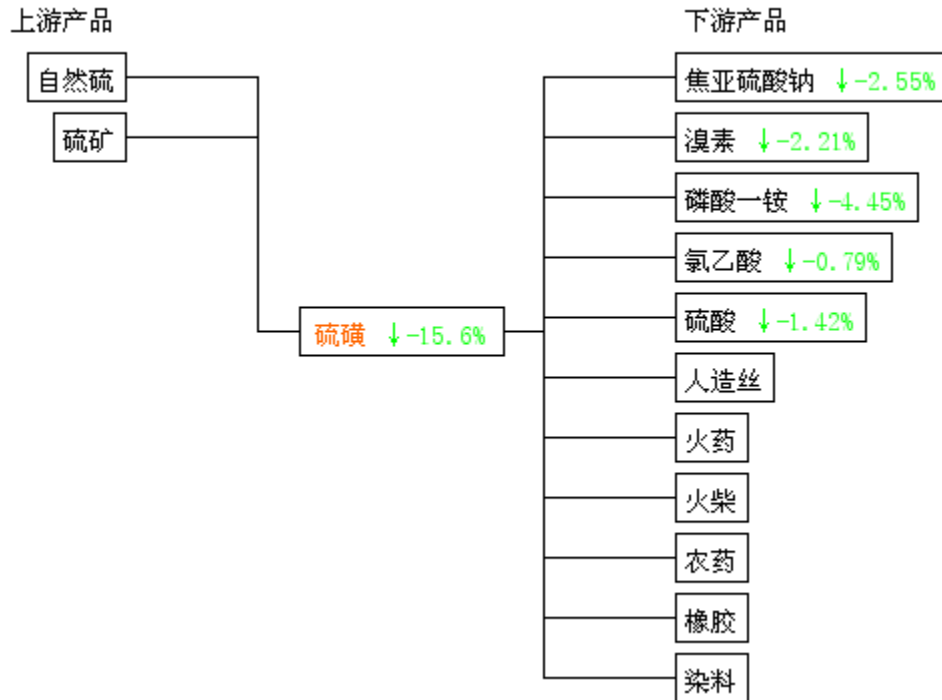 上游产品
下游产品
自然硫
硫矿
硫磺 ↓-15.6%
焦亚硫酸钠 ↓-2.55%
溴素 ↓-2.21%
磷酸一铵 ↓-4.45%
氯乙酸 ↓-0.79%
硫酸 ↓-1.42%
人造丝
火药
火柴
农药
橡胶
染料